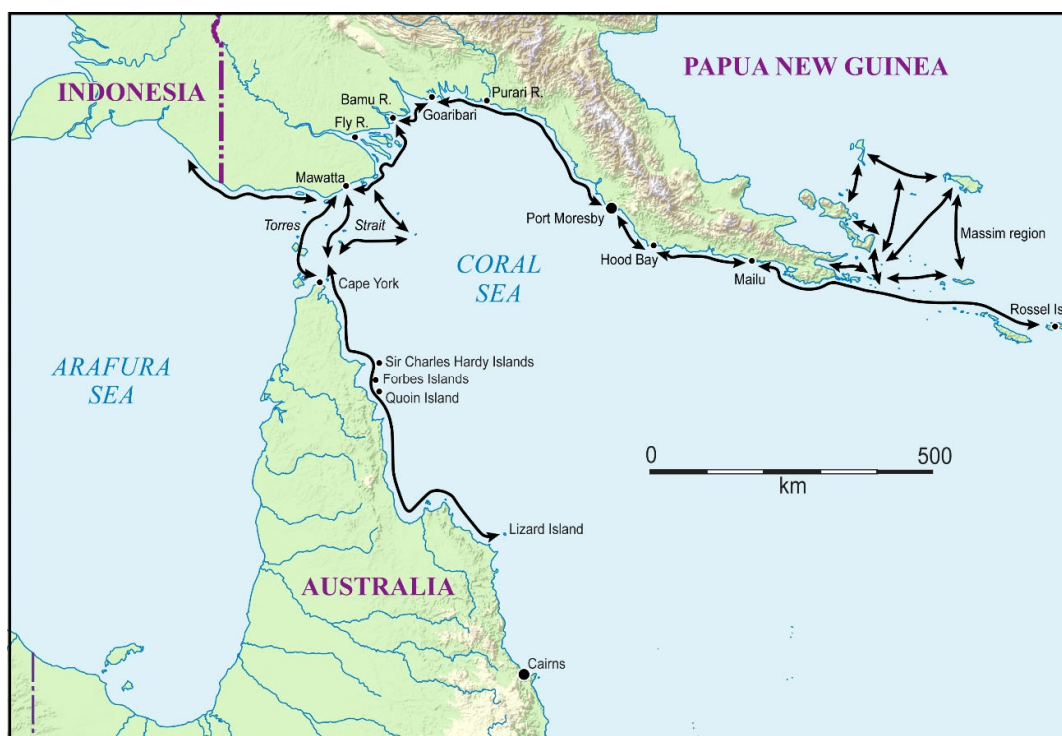 INDONESIA
PAPUA NEW GUINEA
Bamu R.
Purari R.
Goaribari
Fly R.
Mawatta
Torres Strait
Port Moresby
Massim region
Hood Bay
Mailu
CORAL
SEA
Cape York
Rossel Is
ARAFURA
SEA
Sir Charles Hardy Islands
Forbes Islands
Quoin Island
0 500
km
Lizard Island
AUSTRALIA
Cairns